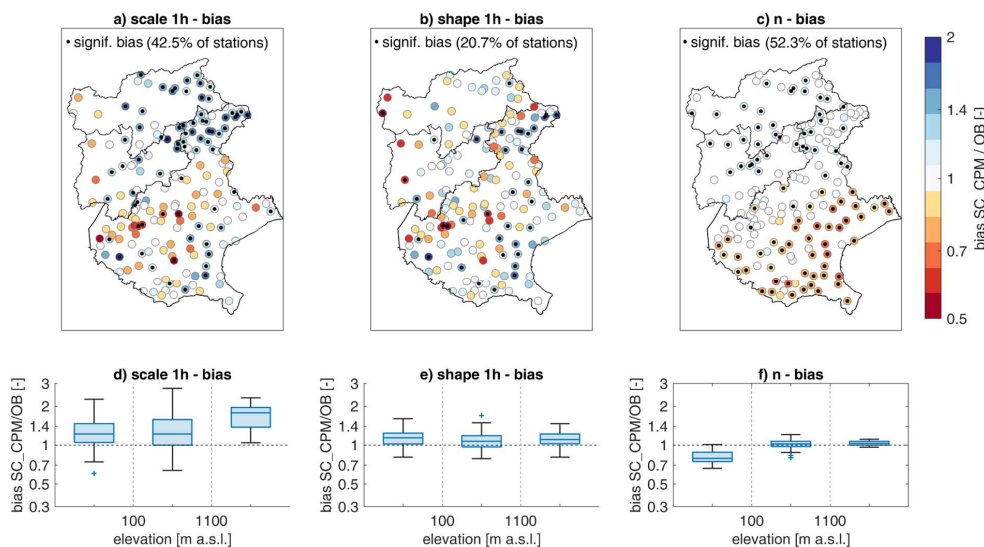 a) scale 1h - bias
b) shape 1h - bias
c) n - bias
• signif. bias (42.5% of stations)
• signif. bias (20.7% of stations)
• signif. bias (52.3% of stations)
2
1.4
1
0.7
0.5
bias SC_CPM / OB [-]
d) scale 1h - bias
e) shape 1h - bias
f) n - bias
bias SC_CPM/OB [-]
3
2
1.4
1
0.7
0.5
0.3
100
1100
elevation [m a.s.l.]
bias SC_CPM/OB [-]
3
2
1.4
1
0.7
0.5
0.3
100
1100
elevation [m a.s.l.]
bias SC_CPM/OB [-]
3
2
1.4
1
0.7
0.5
0.3
100
1100
elevation [m a.s.l.]